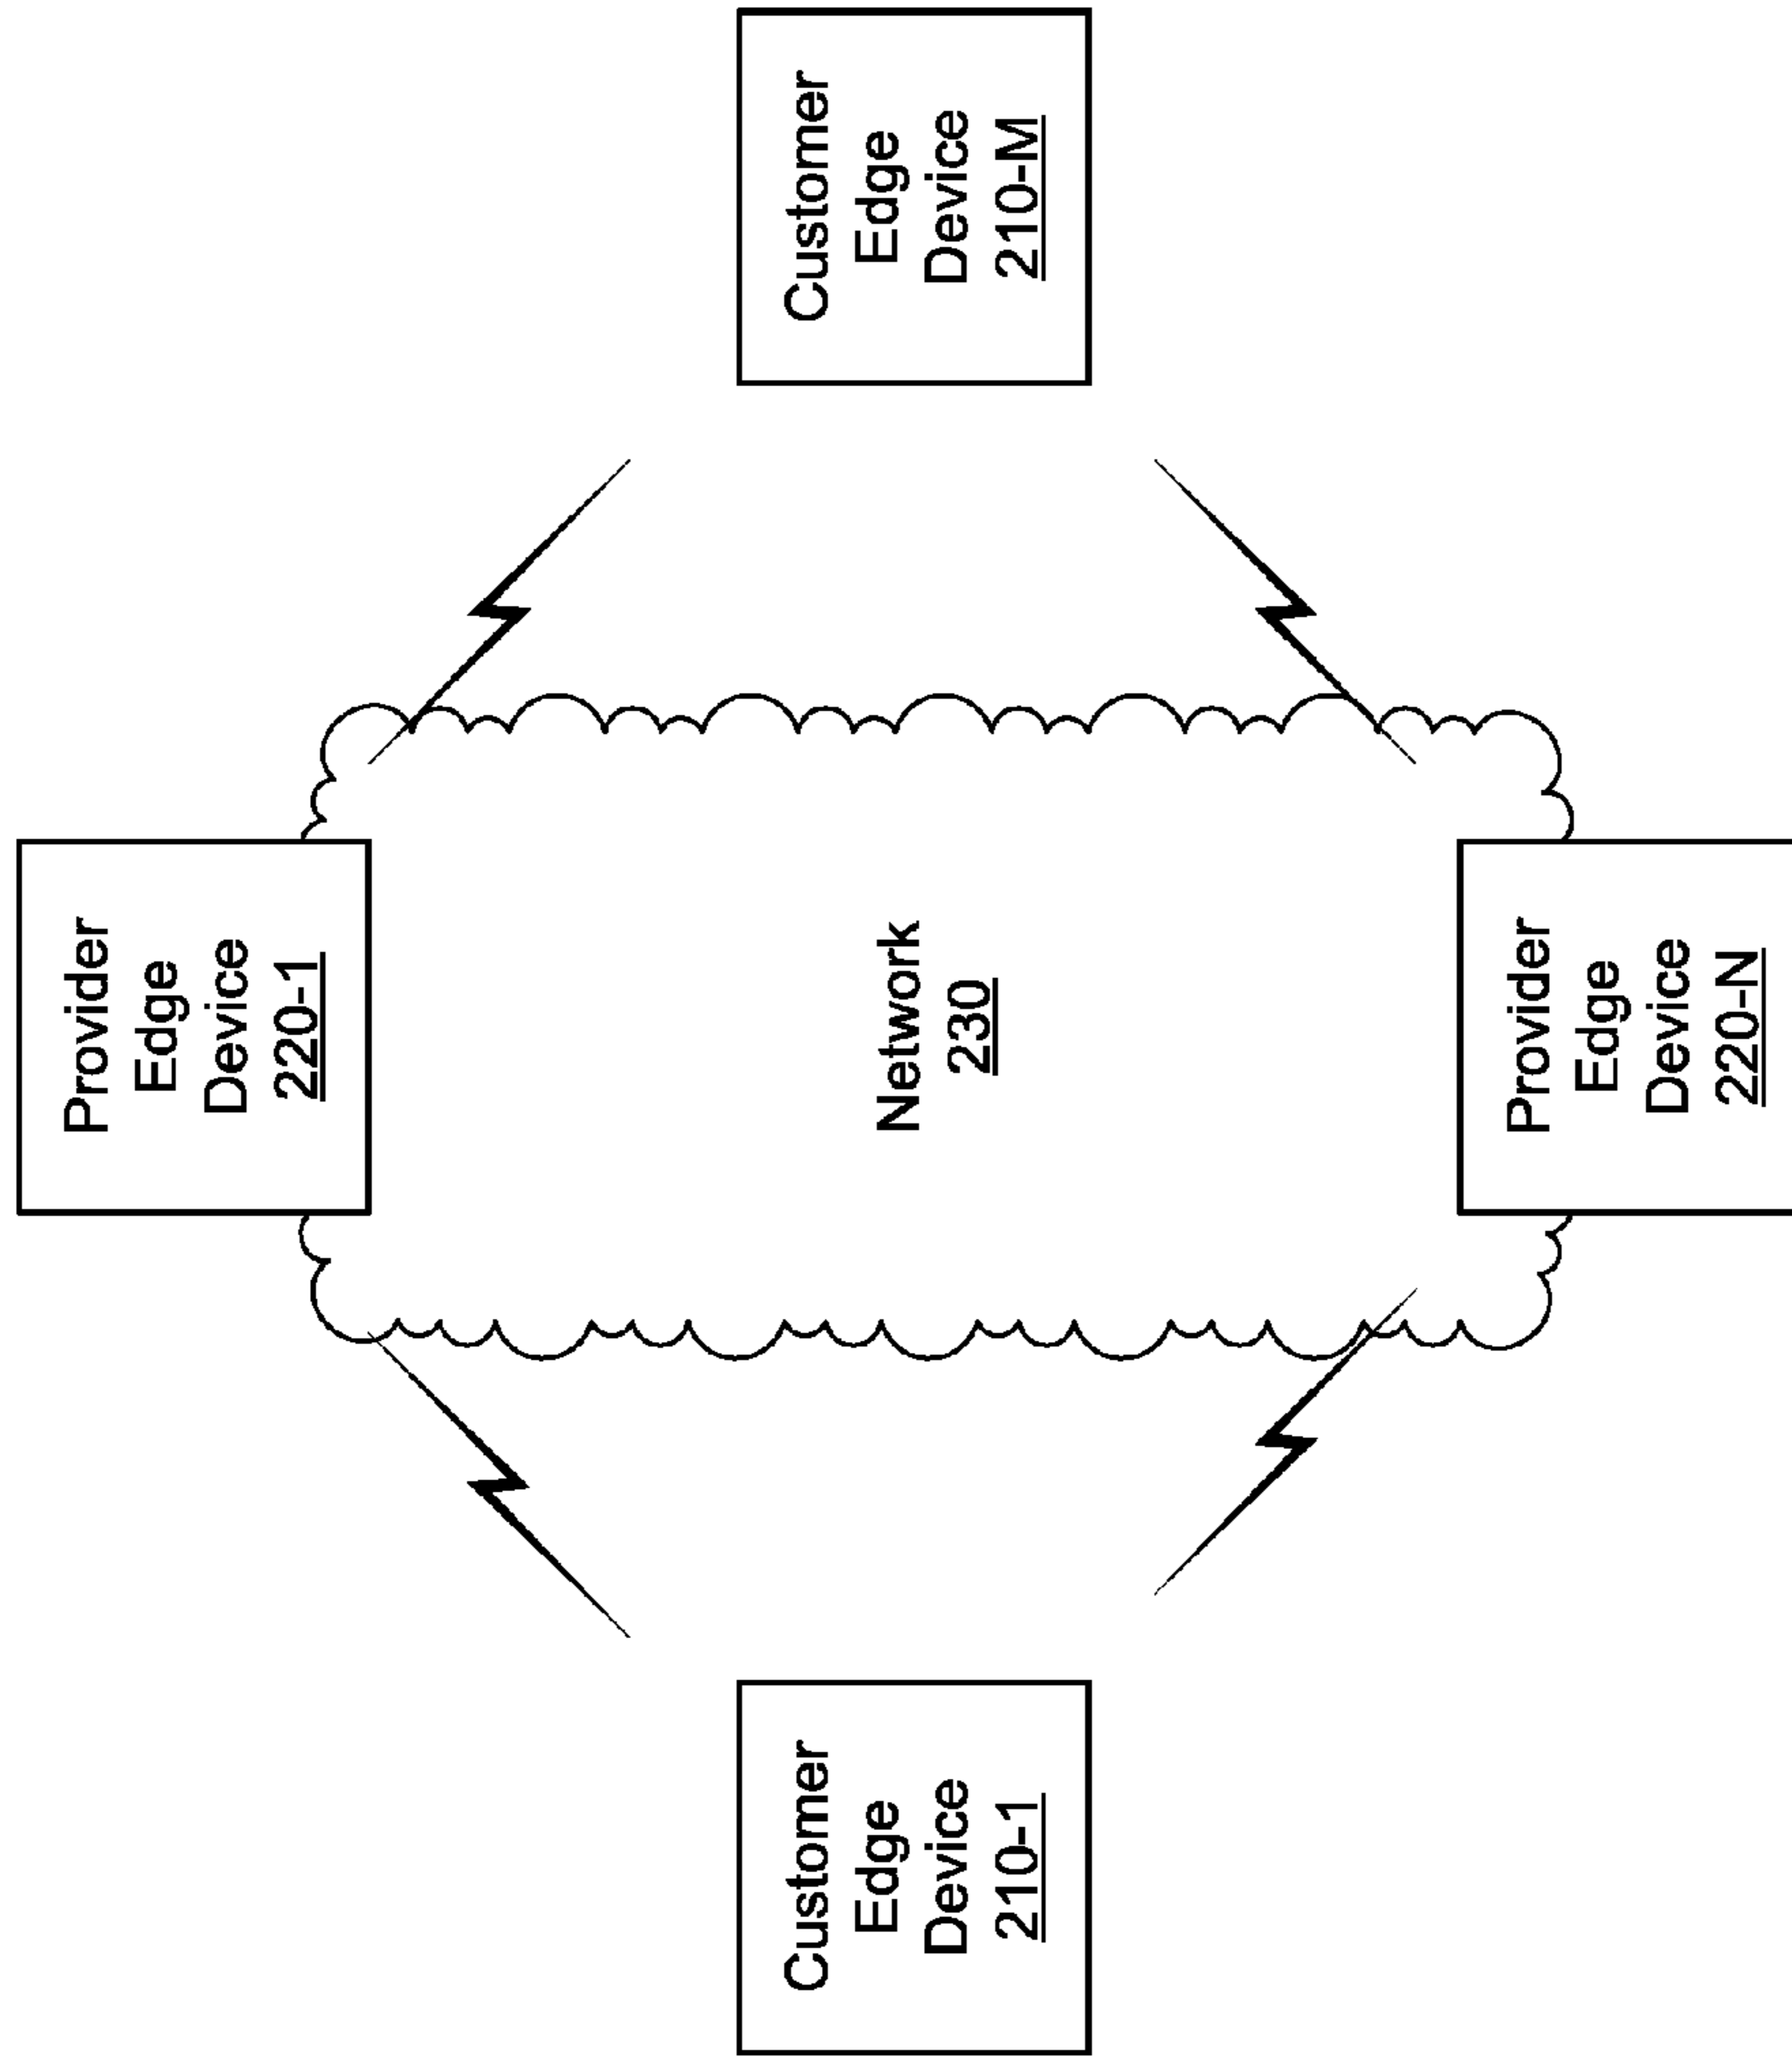 Provider
Edge
Device
220-1
Customer
Edge
Device
210-1
Network
230
Customer
Edge
Device
210-M
Provider
Edge
Device
220-N